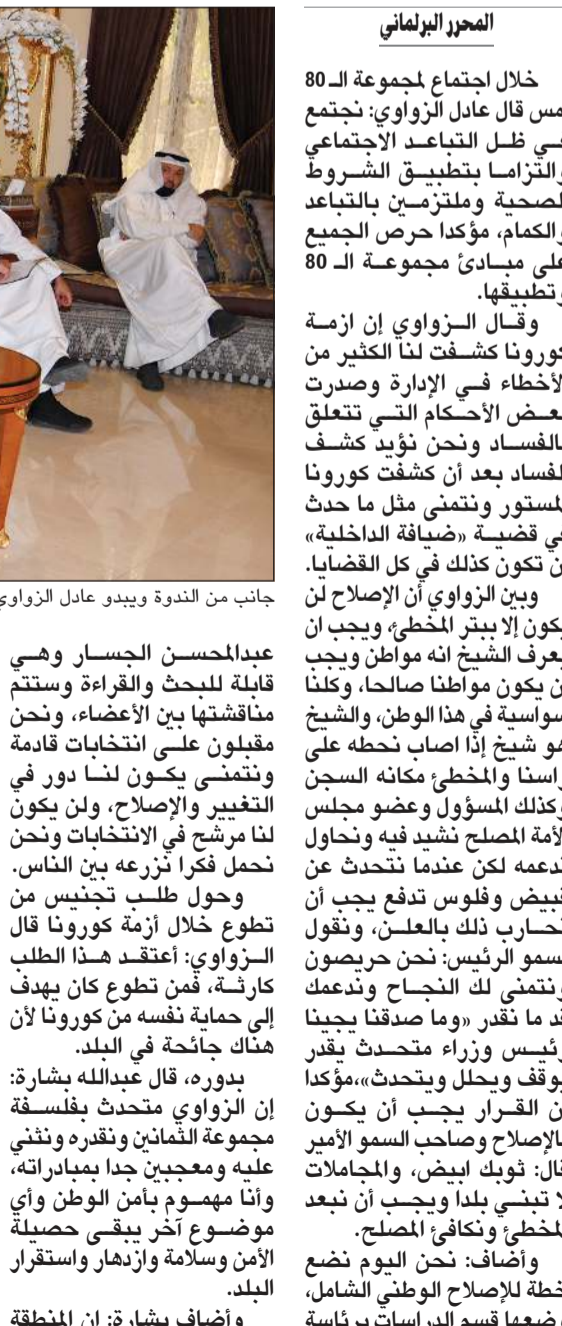 المحرر البرلماني
خلال اجتماع لمجموعة الـ 80
مس قال عادل الزواوي: نجتمع
في ظل التباعد الاجتماعي
والتزاما بتطبيق الشروط
لصحية وملتزمين بالتباعد
والكمام، مؤكدا حرص الجميع
على مبادئ مجموعة الـ 80
وتطبيقها.
وقال الزواوي إن ازمة
كورونا كشفت لنا الكثير من
لأخطاء في الإدارة وصدرت
بعض الأحكام التي تتعلق
بالفساد ونحن نؤيد كشف
لفساد بعد أن كشفت كورونا
لمستور ونتمنى مثل ما حدث
في قضية «ضيافة الداخلية»
ن تكون كذلك في كل القضايا.
وبين الزواوي أن الإصلاح لن
يكون إلا ببتر المخطئ، ويجب ان
يعرف الشيخ انه مواطن ويجب
ن يكون مواطنا صالحا، وكلنا
سواسية في هذا الوطن، والشيخ
هو شيخ إذا اصاب نحطه على
راسنا والمخطئ مكانه السجن
وكذلك المسؤول وعضو مجلس
لأمة المصلح نشيد فيه ونحاول
ندعمه لكن عندما نتحدث عن
قبيض وفلوس تدفع يجب أن
نحارب ذلك بالعلن، ونقول
لسمو الرئيس: نحن حريصون
ونتمنى لك النجاح وندعمك
قد ما نقدر «وما صدقنا يجينا
رئيس وزراء متحدث يقدر
يوقف ويحلل ويتحدث»،مؤكدا
ن القرار يجب أن يكون
بالإصلاح وصاحب السمو الأمير
قال: ثوبك ابيض، والمجاملات
لا تبني بلدا ويجب أن نبعد
لمخطئ ونكافئ المصلح.
وأضاف: نحن اليوم نضع
خطة للإصلاح الوطني الشامل،
وضعها قسم الدراسات برئاسة
جانب من الندوة ويبدو عادل الزواوي
عبدالمحسن الجسار وهي
قابلة للبحث والقراءة وستتم
مناقشتها بين الأعضاء، ونحن
مقبلون على انتخابات قادمة
ونتمنى يكون لنا دور في
التغيير والإصلاح، ولن يكون
لنا مرشح في الانتخابات ونحن
نحمل فكرا نزرعه بين الناس.
وحول طلب تجنيس من
تطوع خلال أزمة كورونا قال
الزواوي: أعتقد هذا الطلب
كارثة، فمن تطوع كان يهدف
إلى حماية نفسه من كورونا لأن
هناك جائحة في البلد.
بدوره، قال عبدالله بشارة:
إن الزواوي متحدث بفلسفة
مجموعة الثمانين ونقدره ونثني
عليه ومعجبين جدا بمبادراته،
وأنا مهموم بأمن الوطن وأي
موضوع آخر يبقى حصيلة
الأمن وسلامة وازدهار واستقرار
البلد.
وأضاف بشارة: إن المنطقة